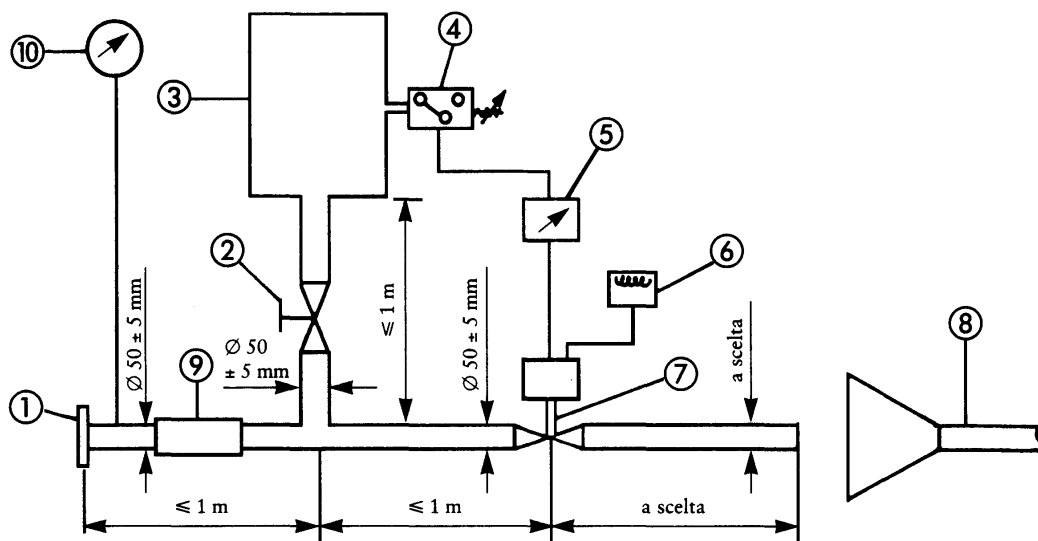 10
4
3
5
2
6
≤ 1 m
Ø 50 ± 5 mm
Ø 50
± 5 mm
Ø 50 ± 5 mm
a scelta
8
9
7
1
≤ 1 m
≤ 1 m
a scelta